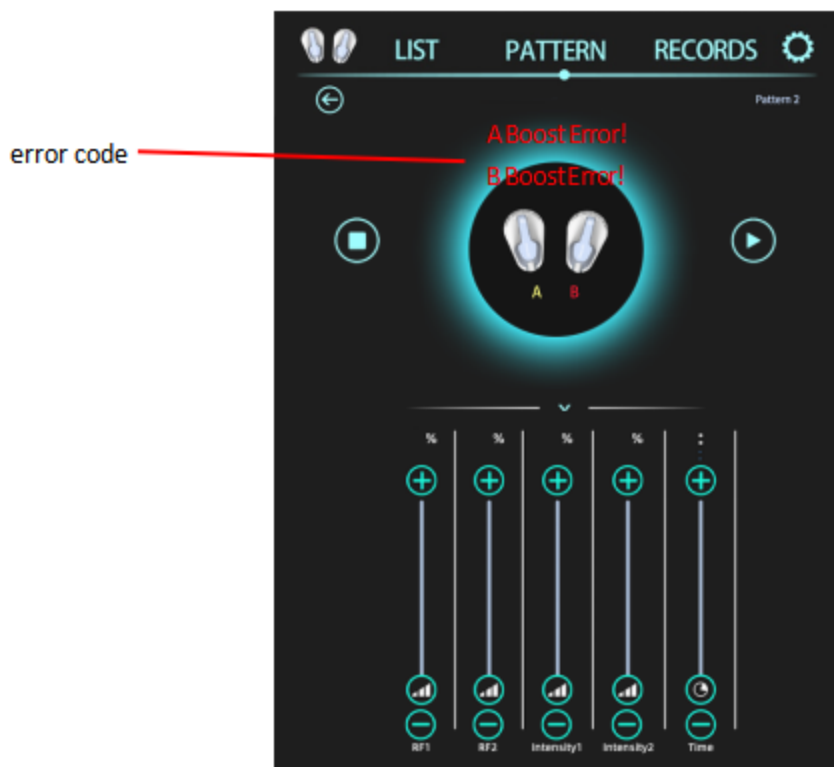 LIST PATTERN RECORDS
Pattern 2
A Boost Error!
error code
B Boost Error!
A B
% % % % :
RF1 RF2 Intensity1 Intensity2 Time